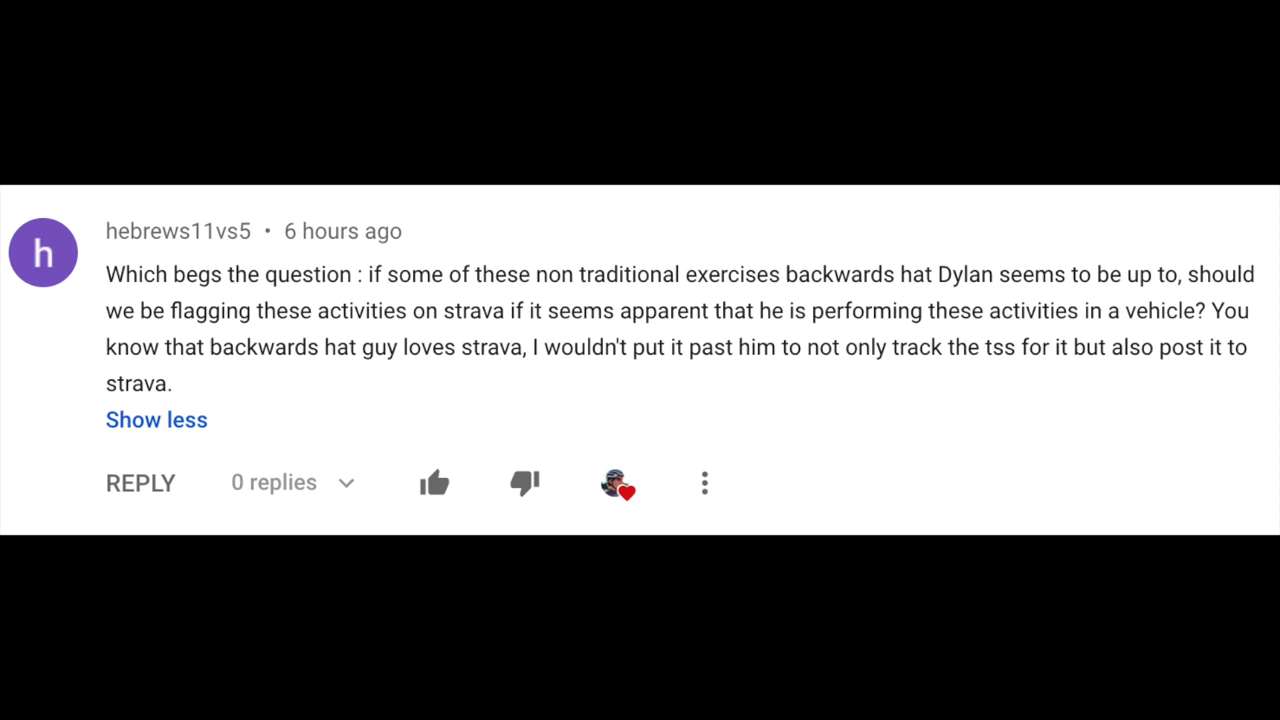 h
hebrews11vs5 • 6 hours ago
Which begs the question : if some of these non traditional exercises backwards hat Dylan seems to be up to, should
we be flagging these activities on strava if it seems apparent that he is performing these activities in a vehicle? You
know that backwards hat guy loves strava, I wouldn't put it past him to not only track the tss for it but also post it to
strava.
Show less
REPLY 0 replies